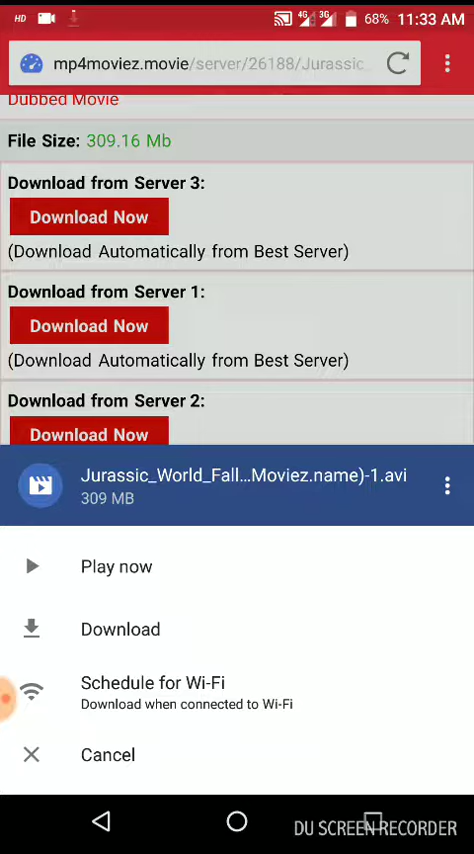 HD 4G 3G 68% 11:33 AM
mp4moviez.movie/server/26188/Jurassic_
Dubbed Movie
File Size: 309.16 Mb
Download from Server 3:
Download Now
(Download Automatically from Best Server)
Download from Server 1:
Download Now
(Download Automatically from Best Server)
Download from Server 2:
Download Now
Jurassic_World_Fall...Moviez.name)-1.avi
309 MB
Play now
Download
Schedule for Wi-Fi
Download when connected to Wi-Fi
Cancel
DU SCREEN RECORDER